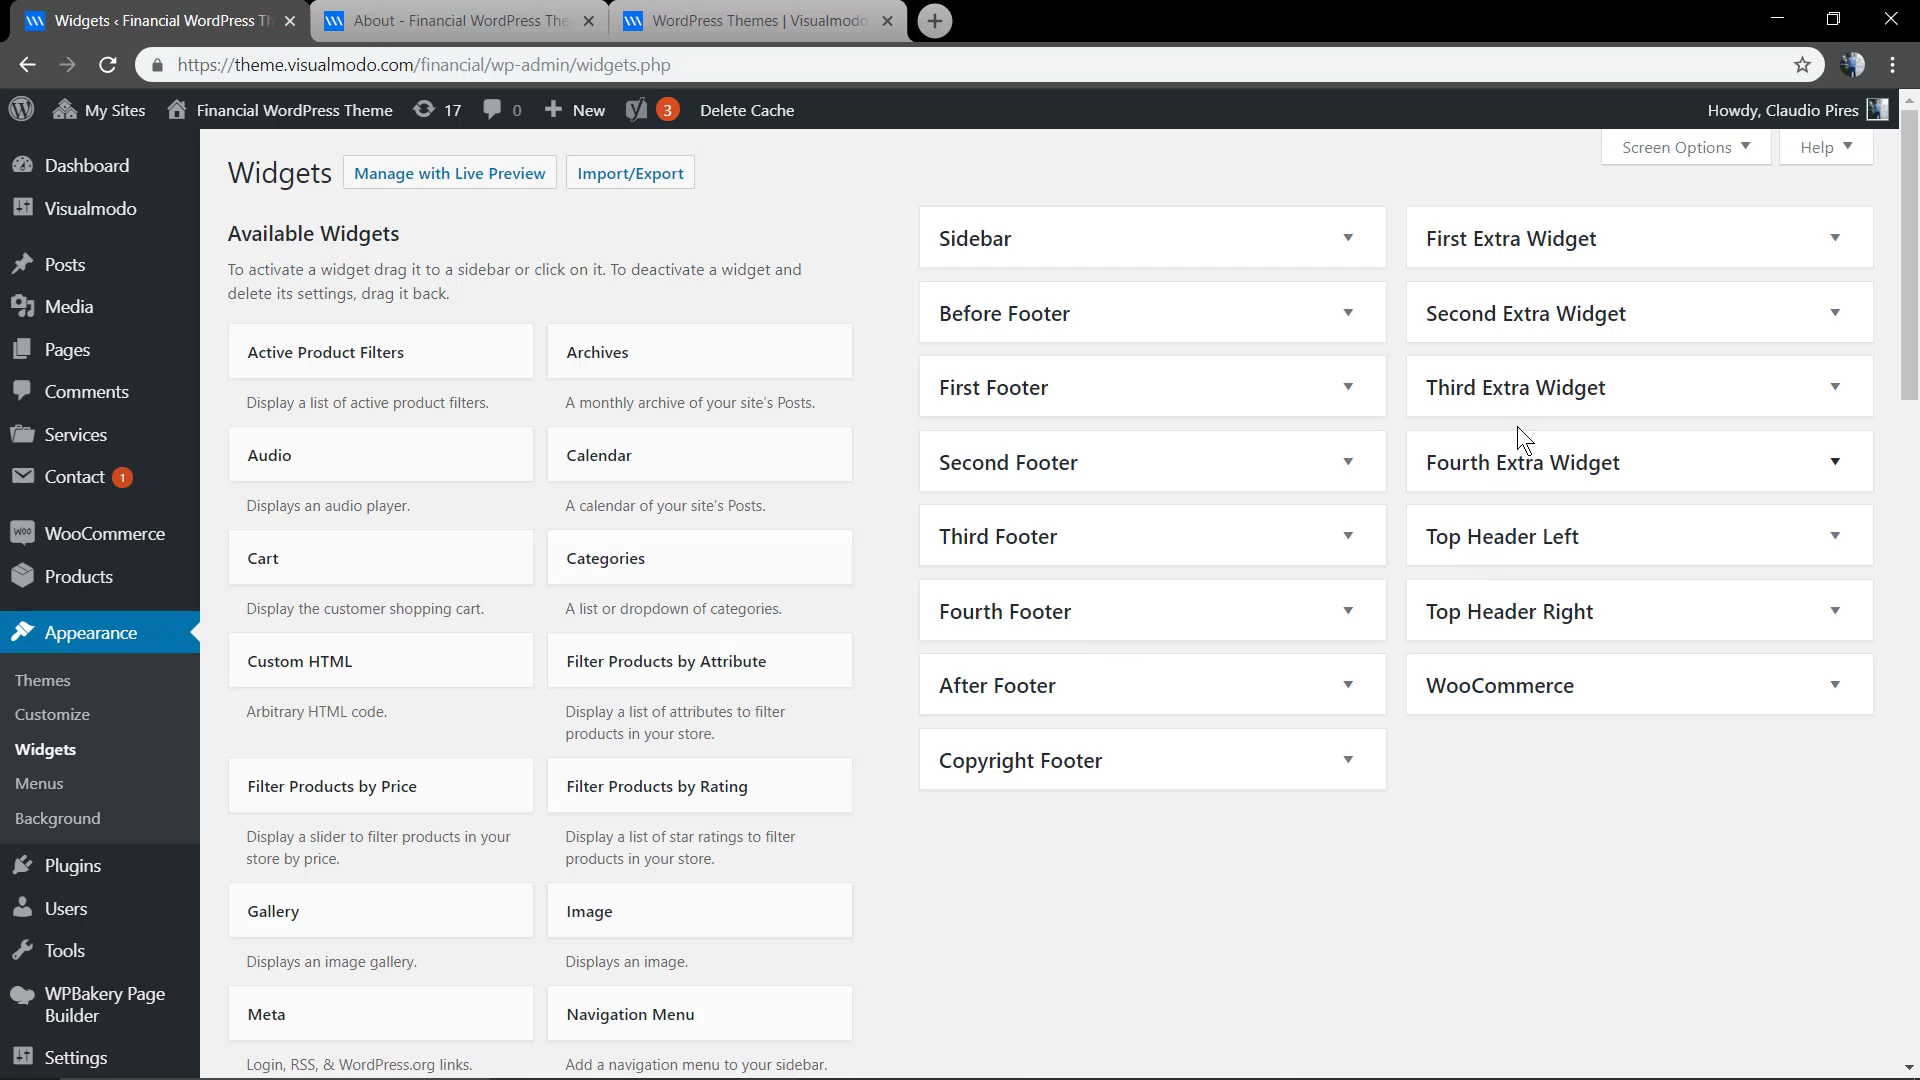 Widgets ‹ Financial WordPress Th
About - Financial WordPress The
WordPress Themes | Visualmodo
https://theme.visualmodo.com/financial/wp-admin/widgets.php
My Sites
Financial WordPress Theme
17
0
New
3
Delete Cache
Howdy, Claudio Pires
Dashboard
Visualmodo
Posts
Media
Pages
Comments
Services
Contact 1
WooCommerce
Products
Appearance
Themes
Customize
Widgets
Menus
Background
Plugins
Users
Tools
WPBakery Page
Builder
Settings
Screen Options
Help
Widgets
Manage with Live Preview
Import/Export
Available Widgets
To activate a widget drag it to a sidebar or click on it. To deactivate a widget and
delete its settings, drag it back.
Active Product Filters
Display a list of active product filters.
Archives
A monthly archive of your site's Posts.
Audio
Displays an audio player.
Calendar
A calendar of your site's Posts.
Cart
Display the customer shopping cart.
Categories
A list or dropdown of categories.
Custom HTML
Arbitrary HTML code.
Filter Products by Attribute
Display a list of attributes to filter
products in your store.
Filter Products by Price
Display a slider to filter products in your
store by price.
Filter Products by Rating
Display a list of star ratings to filter
products in your store.
Gallery
Displays an image gallery.
Image
Displays an image.
Meta
Login, RSS, & WordPress.org links.
Navigation Menu
Add a navigation menu to your sidebar.
Sidebar
Before Footer
First Footer
Second Footer
Third Footer
Fourth Footer
After Footer
Copyright Footer
First Extra Widget
Second Extra Widget
Third Extra Widget
Fourth Extra Widget
Top Header Left
Top Header Right
WooCommerce